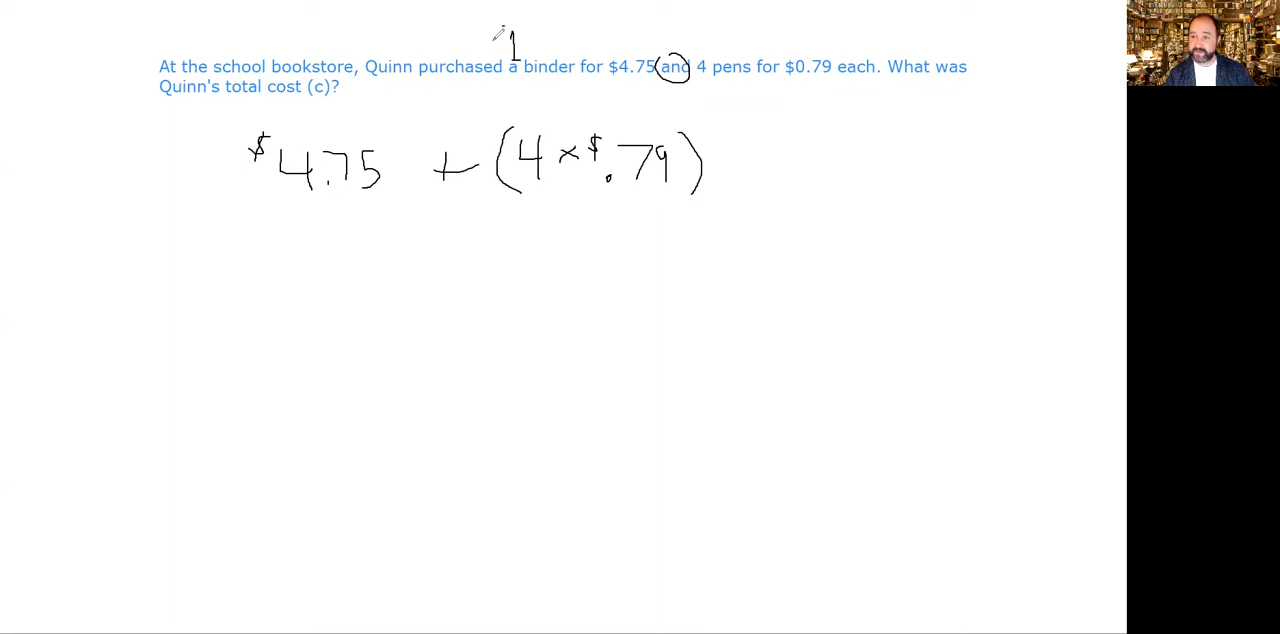 1
At the school bookstore, Quinn purchased a binder for $4.75 and 4 pens for $0.79 each. What was
Quinn's total cost (c)?
$4.75 + (4 × $.79)